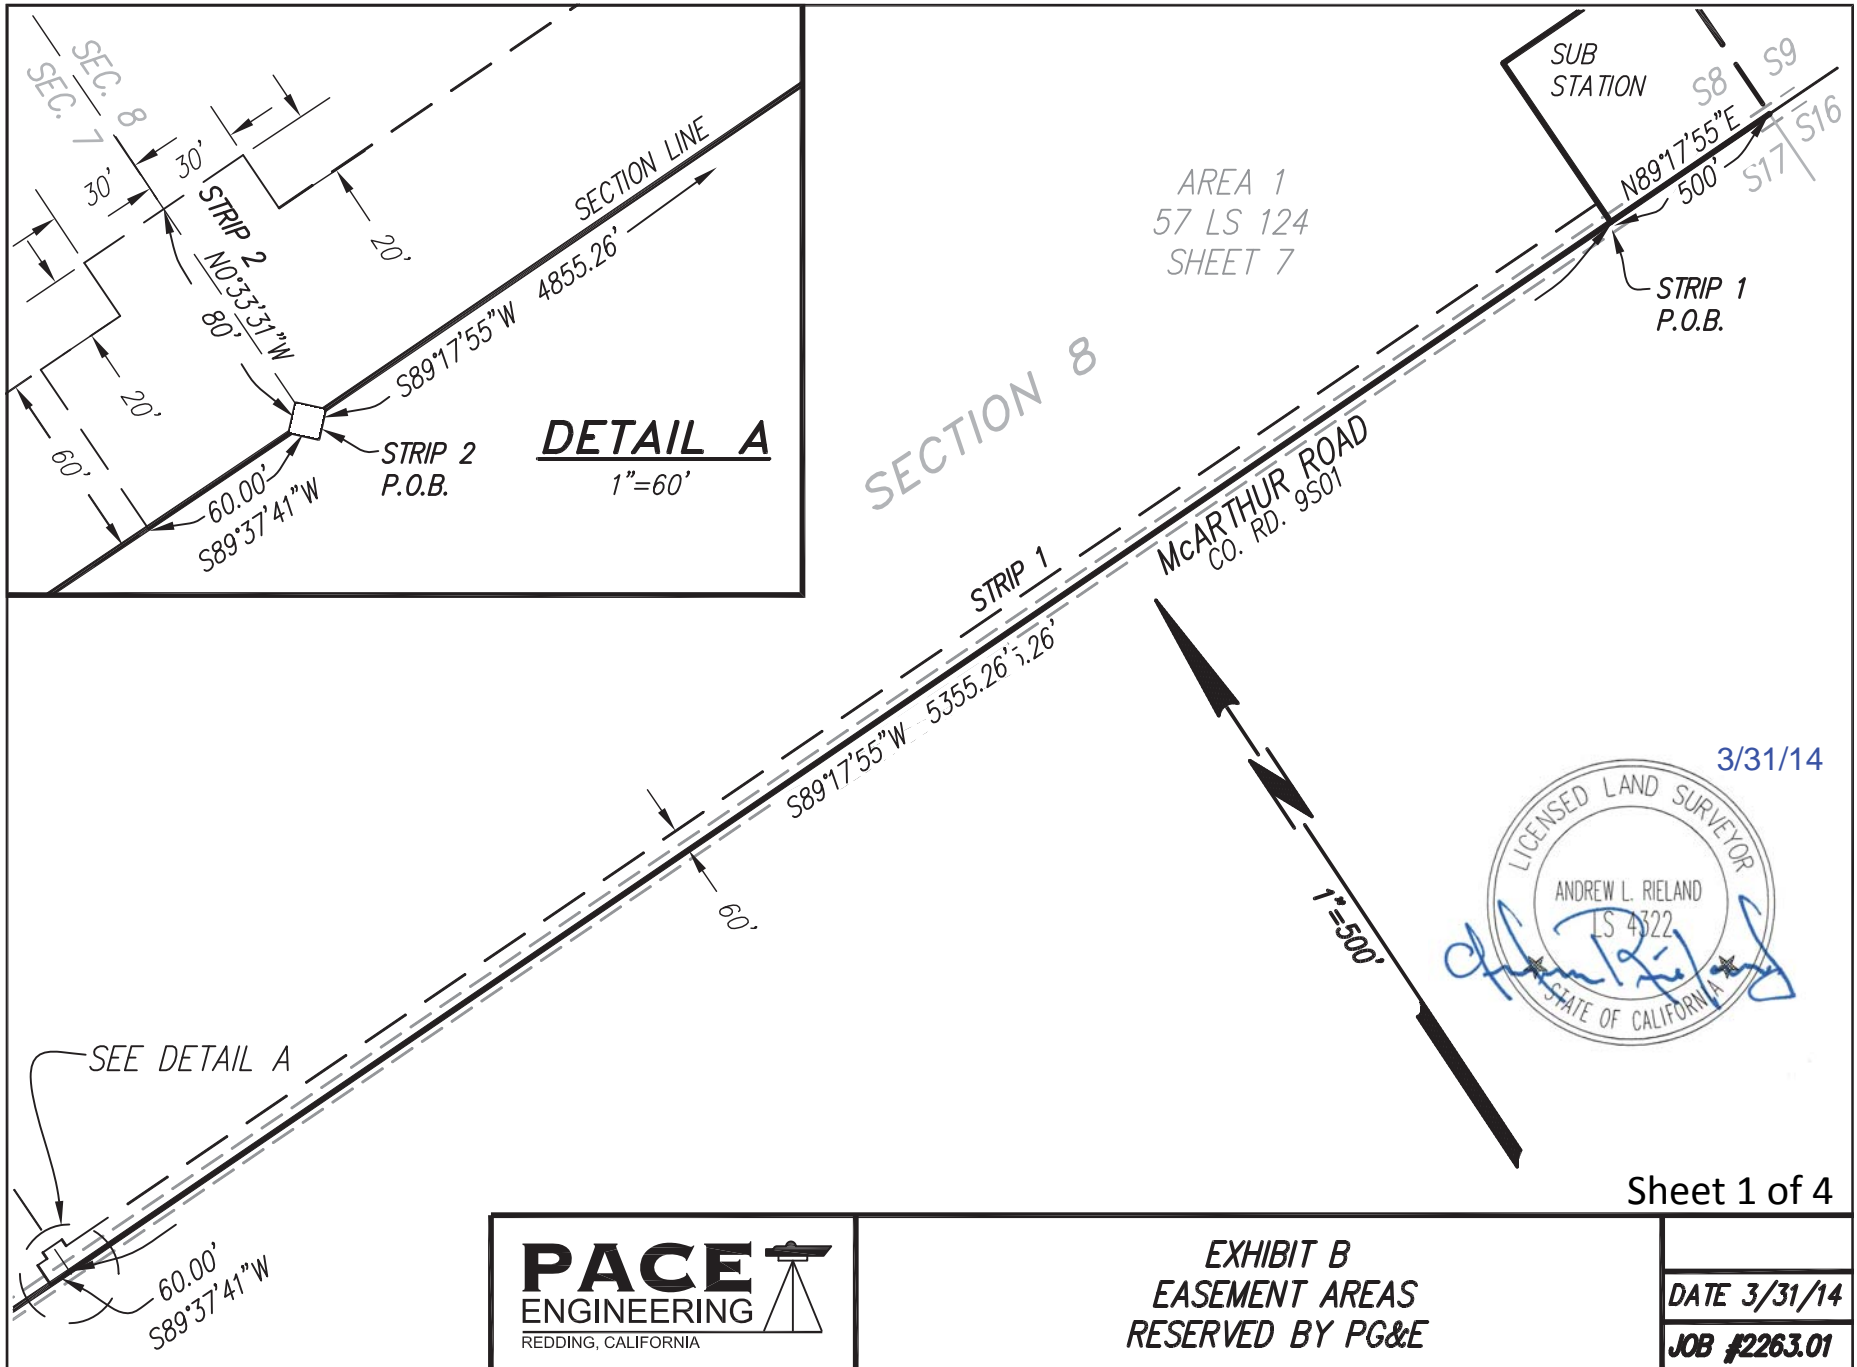 SEC. 8
SEC. 7
30'
30'
STRIP 2
N0°33'31"W
80'
20'
20'
60'
SECTION LINE
S89°17'55"W 4855.26'
60.00'
S89°37'41"W
STRIP 2
P.O.B.
DETAIL A
1"=60'
SUB
STATION
S8
S9
S17
S16
N89°17'55"E
500'
AREA 1
57 LS 124
SHEET 7
STRIP 1
P.O.B.
SECTION 8
McARTHUR ROAD
CO. RD. 9S01
STRIP 1
S89°17'55"W 5355.26'
5.26'
60'
1"=500'
3/31/14
LICENSED LAND SURVEYOR
ANDREW L. RIELAND
LS 4322
STATE OF CALIFORNIA
SEE DETAIL A
60.00'
S89°37'41"W
Sheet 1 of 4
PACE
ENGINEERING
REDDING, CALIFORNIA
EXHIBIT B
EASEMENT AREAS
RESERVED BY PG&E
DATE 3/31/14
JOB #2263.01